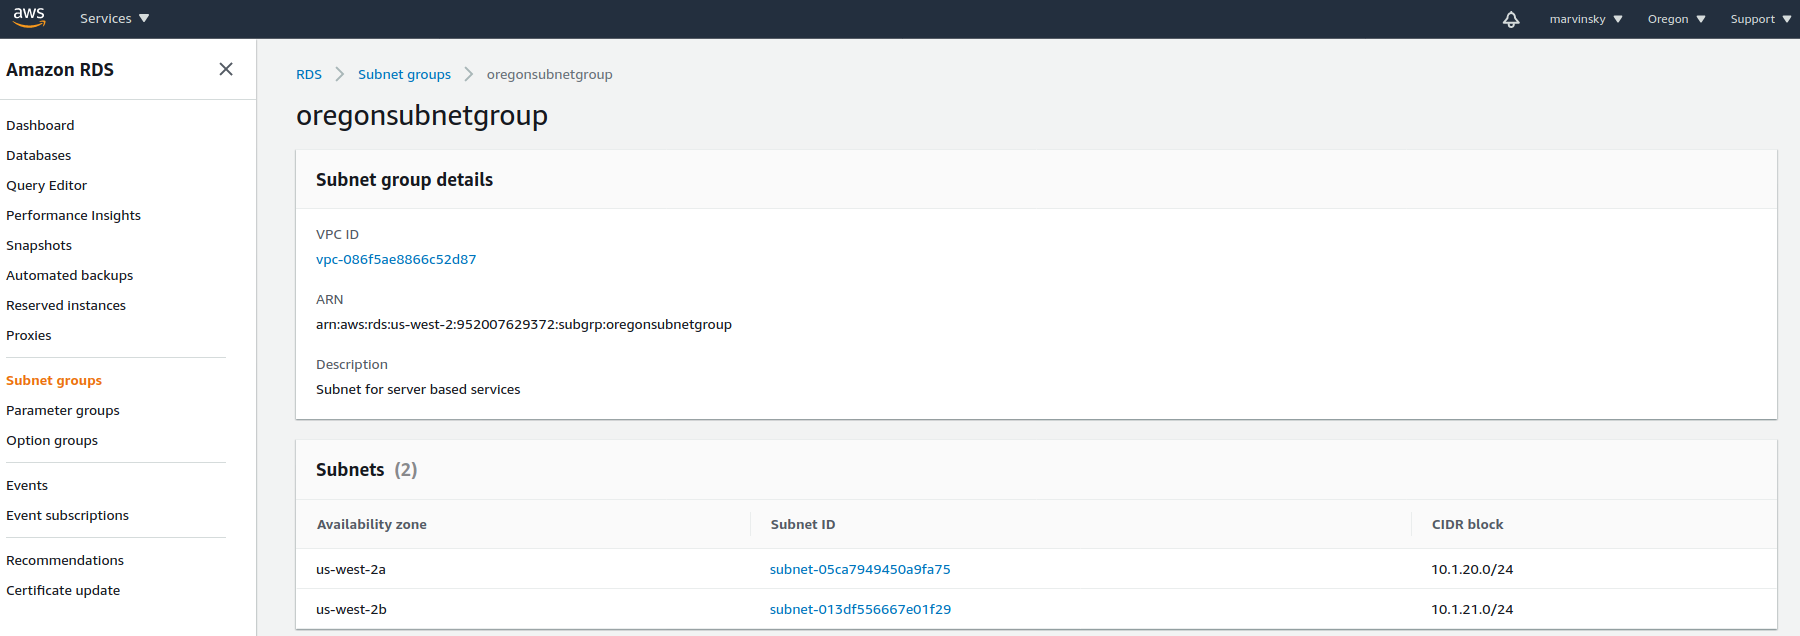 aws Services marvinsky Oregon Support
Amazon RDS
Dashboard
Databases
Query Editor
Performance Insights
Snapshots
Automated backups
Reserved instances
Proxies
Subnet groups
Parameter groups
Option groups
Events
Event subscriptions
Recommendations
Certificate update
RDS Subnet groups oregonsubnetgroup
oregonsubnetgroup
Subnet group details
VPC ID
vpc-086f5ae8866c52d87
ARN
arn:aws:rds:us-west-2:952007629372:subgrp:oregonsubnetgroup
Description
Subnet for server based services
Subnets (2)
Availability zone Subnet ID CIDR block
us-west-2a subnet-05ca7949450a9fa75 10.1.20.0/24
us-west-2b subnet-013df556667e01f29 10.1.21.0/24